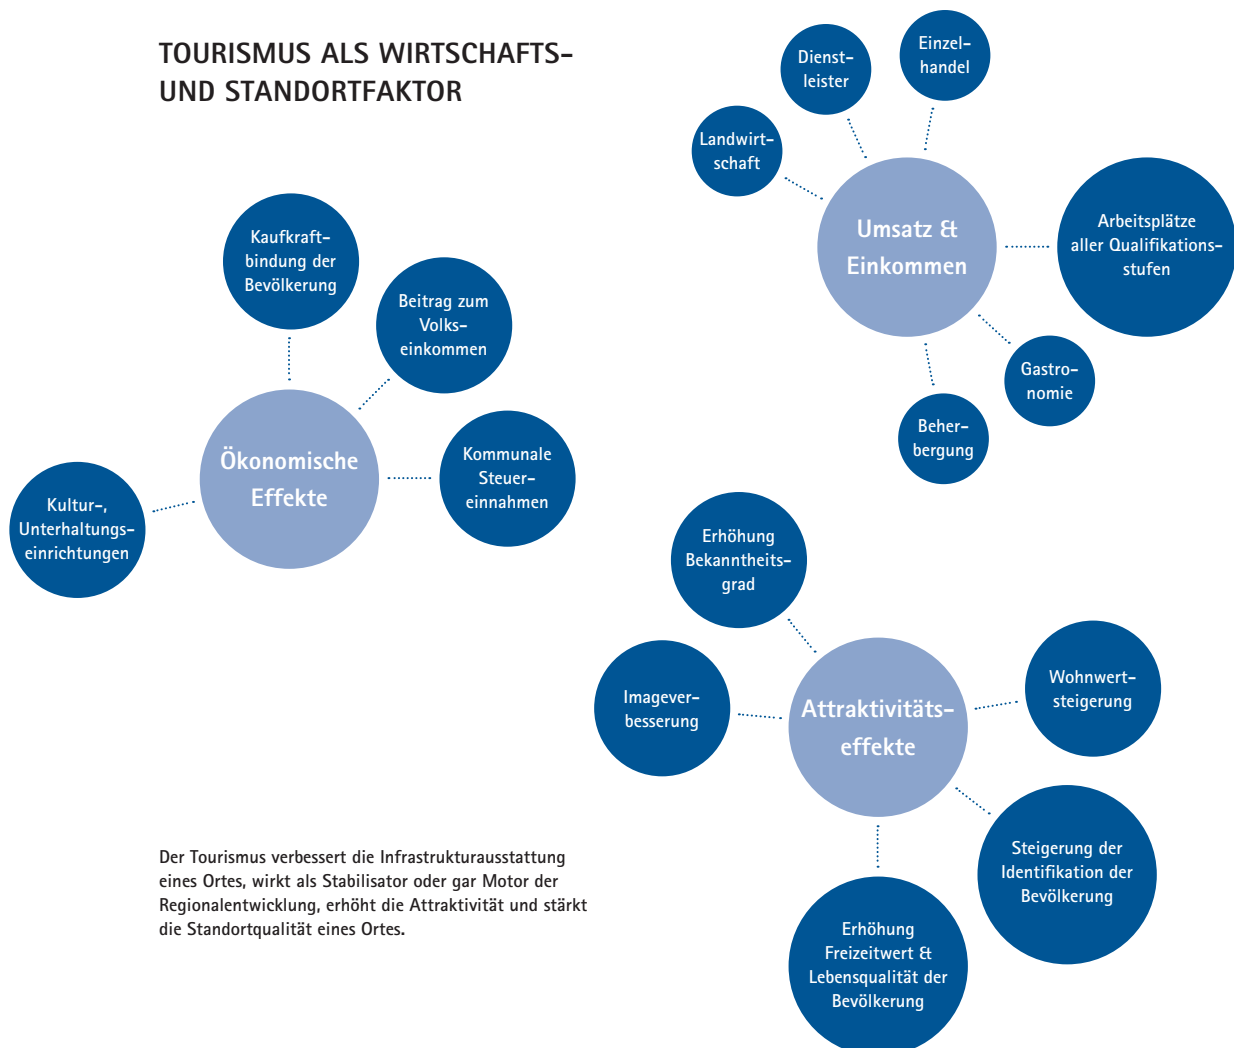 TOURISMUS ALS WIRTSCHAFTS-
UND STANDORTFAKTOR
Kaufkraft-
bindung der
Bevölkerung
Beitrag zum
Volks-
einkommen
Ökonomische
Effekte
Kommunale
Steuer-
einnahmen
Kultur-,
Unterhaltungs-
einrichtungen
Einzel-
handel
Dienst-
leister
Landwirt-
schaft
Umsatz &
Einkommen
Arbeitsplätze
aller Qualifikations-
stufen
Gastro-
nomie
Beher-
bergung
Erhöhung
Bekanntheits-
grad
Imagever-
besserung
Attraktivitäts-
effekte
Wohnwert-
steigerung
Steigerung der
Identifikation der
Bevölkerung
Erhöhung
Freizeitwert &
Lebensqualität der
Bevölkerung
Der Tourismus verbessert die Infrastrukturausstattung
eines Ortes, wirkt als Stabilisator oder gar Motor der
Regionalentwicklung, erhöht die Attraktivität und stärkt
die Standortqualität eines Ortes.